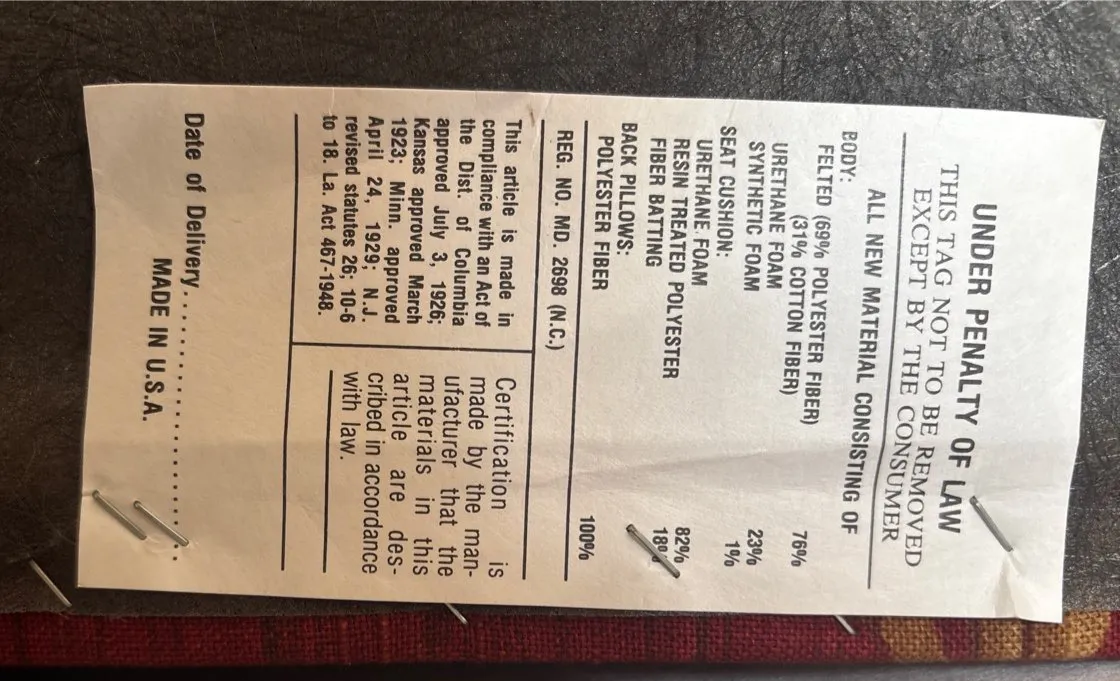 UNDER PENALTY OF LAW
THIS TAG NOT TO BE REMOVED
EXCEPT BY THE CONSUMER
ALL NEW MATERIAL CONSISTING OF
BODY:
FELTED (69% POLYESTER FIBER)
(31% COTTON FIBER) 76%
URETHANE FOAM 23%
SYNTHETIC FOAM 1%
SEAT CUSHION:
URETHANE FOAM 82%
RESIN TREATED POLYESTER
FIBER BATTING 18%
BACK PILLOWS:
POLYESTER FIBER 100%
REG. NO. MD. 2698 (N.C.)
This article is made in
compliance with an Act of
the Dist. of Columbia
approved July 3, 1926;
Kansas approved March
1923; Minn. approved
April 24, 1929; N.J.
revised statutes 26; 10-6
to 18. La. Act 467-1948.
Certification is
made by the man-
ufacturer that the
materials in this
article are des-
cribed in accordance
with law.
Date of Delivery..........................
MADE IN U.S.A.